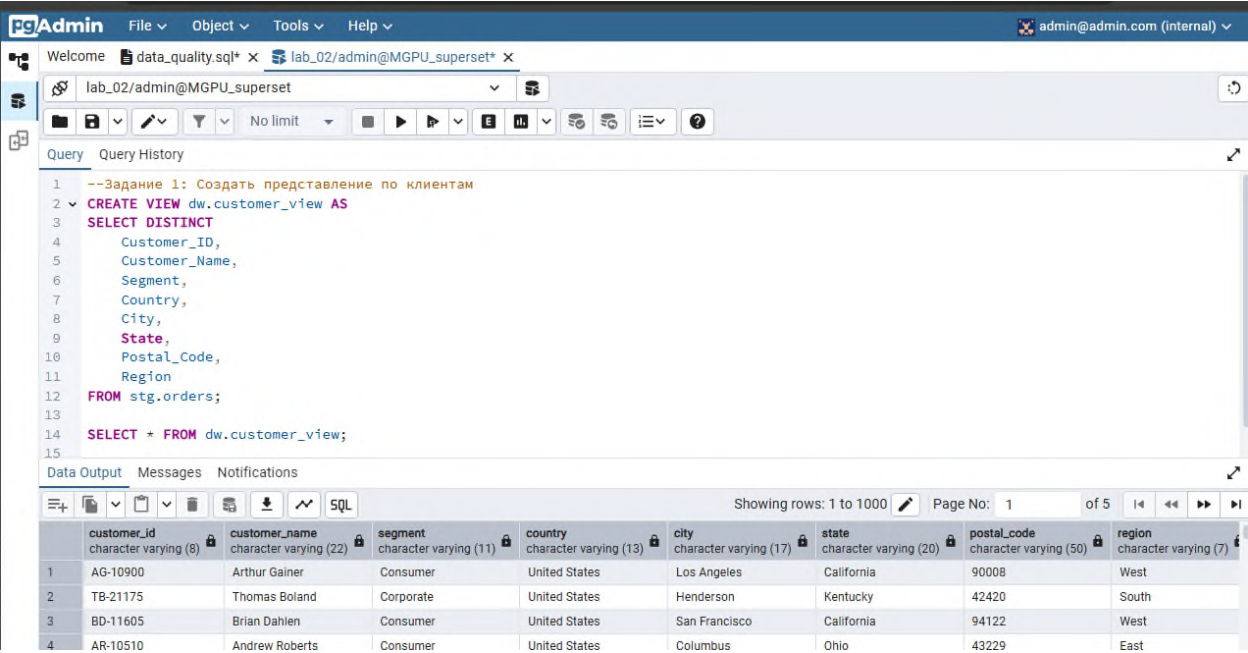 pgAdmin File Object Tools Help admin@admin.com (internal)
Welcome data_quality.sql* X lab_02/admin@MGPU_superset* X
lab_02/admin@MGPU_superset
No limit E
Query Query History
1 --Задание 1: Создать представление по клиентам
2 CREATE VIEW dw.customer_view AS
3 SELECT DISTINCT
4 Customer_ID,
5 Customer_Name,
6 Segment,
7 Country,
8 City,
9 State,
10 Postal_Code,
11 Region
12 FROM stg.orders;
13
14 SELECT * FROM dw.customer_view;
15
Data Output Messages Notifications
SQL Showing rows: 1 to 1000 Page No: 1 of 5
customer_id customer_name segment country city state postal_code region
character varying (8) character varying (22) character varying (11) character varying (13) character varying (17) character varying (20) character varying (50) character varying (7)
1 AG-10900 Arthur Gainer Consumer United States Los Angeles California 90008 West
2 TB-21175 Thomas Boland Corporate United States Henderson Kentucky 42420 South
3 BD-11605 Brian Dahlen Consumer United States San Francisco California 94122 West
4 AR-10510 Andrew Roberts Consumer United States Columbus Ohio 43229 East